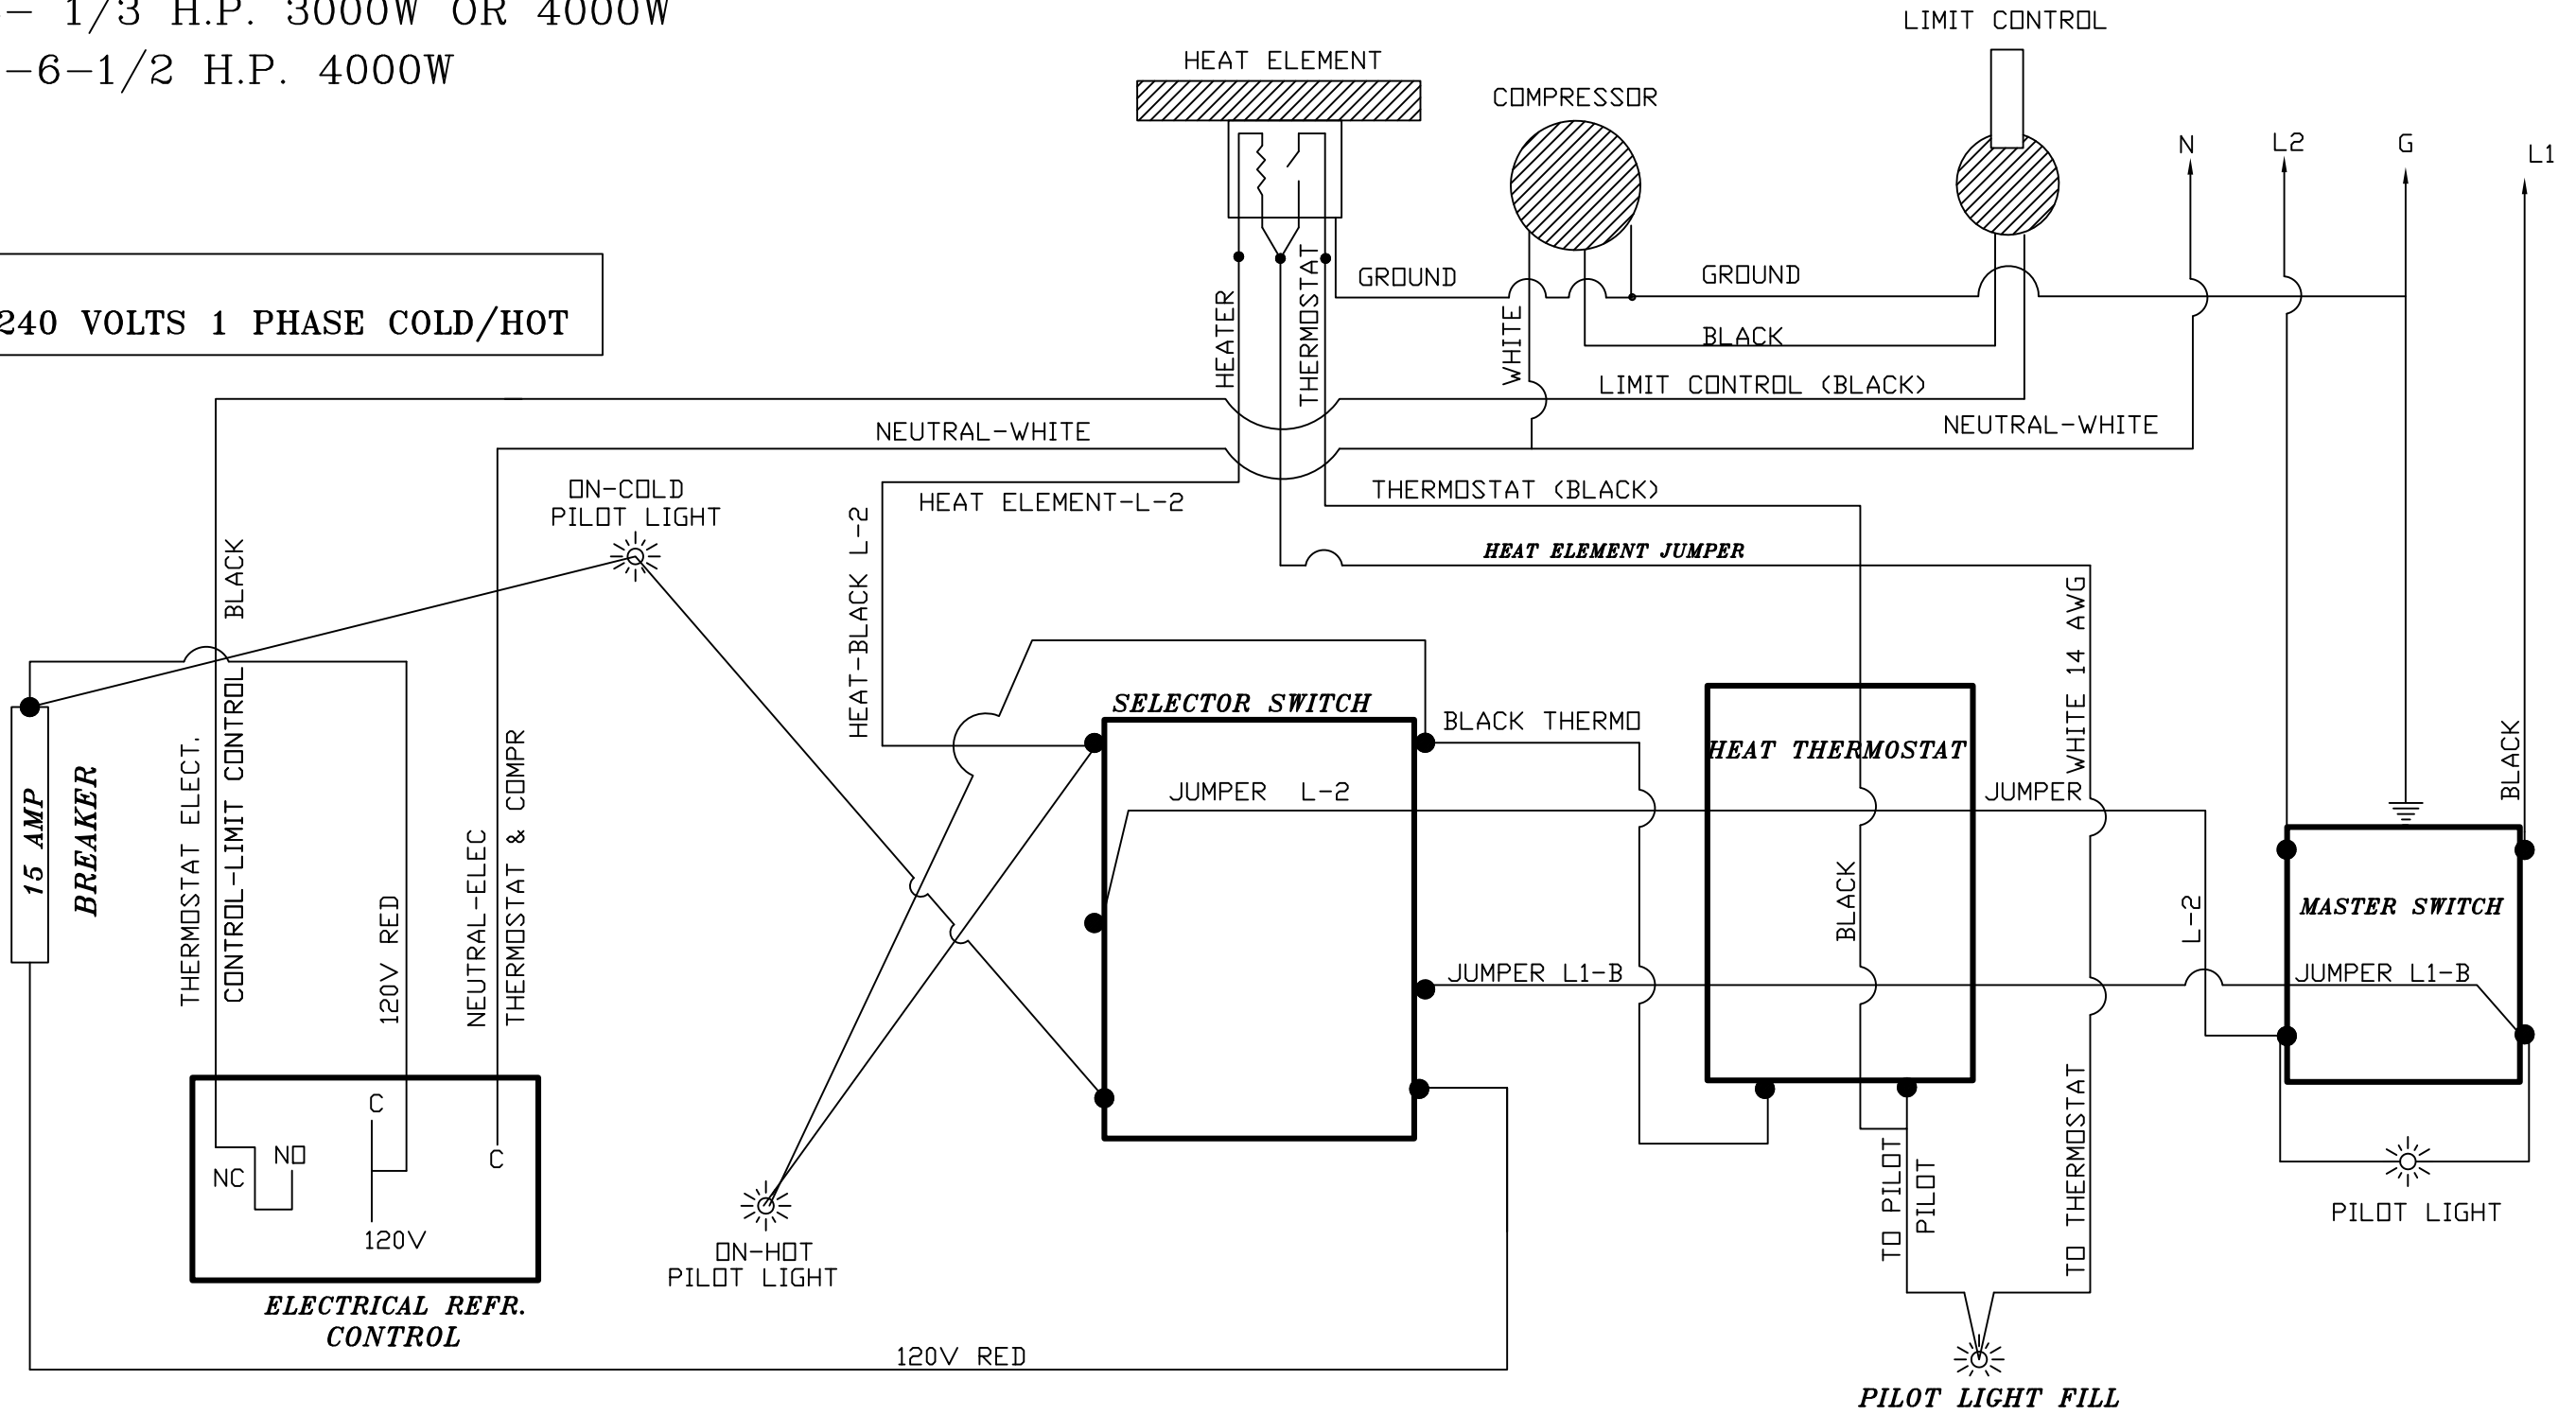 - 1/3 H.P. 3000W OR 4000W
-6-1/2 H.P. 4000W
240 VOLTS 1 PHASE COLD/HOT
HEAT ELEMENT
COMPRESSOR
LIMIT CONTROL
N
L2
G
L1
GROUND
GROUND
HEATER
THERMOSTAT
WHITE
BLACK
LIMIT CONTROL (BLACK)
NEUTRAL-WHITE
NEUTRAL-WHITE
ON-COLD
PILOT LIGHT
HEAT ELEMENT-L-2
THERMOSTAT (BLACK)
HEAT ELEMENT JUMPER
BLACK
HEAT-BLACK L-2
WHITE 14 AWG
SELECTOR SWITCH
BLACK THERMO
HEAT THERMOSTAT
JUMPER L-2
JUMPER
BLACK
15 AMP
BREAKER
THERMOSTAT ELECT.
CONTROL-LIMIT CONTROL
120V RED
NEUTRAL-ELEC
THERMOSTAT & COMPR
BLACK
L-2
MASTER SWITCH
JUMPER L1-B
JUMPER L1-B
C
NO
NC
C
120V
ELECTRICAL REFR.
CONTROL
ON-HOT
PILOT LIGHT
TO PILOT
PILOT
TO THERMOSTAT
PILOT LIGHT
120V RED
PILOT LIGHT FILL